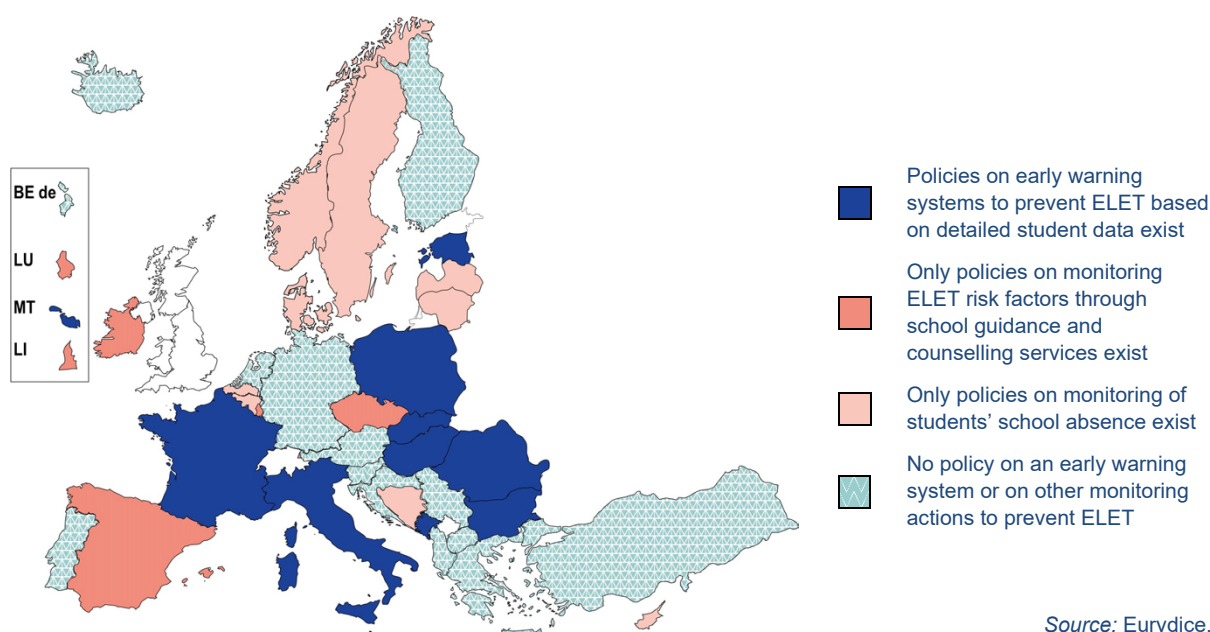 BE de
LU
MT
LI
Policies on early warning
systems to prevent ELET based
on detailed student data exist
Only policies on monitoring
ELET risk factors through
school guidance and
counselling services exist
Only policies on monitoring of
students’ school absence exist
No policy on an early warning
system or on other monitoring
actions to prevent ELET
Source: Eurydice.